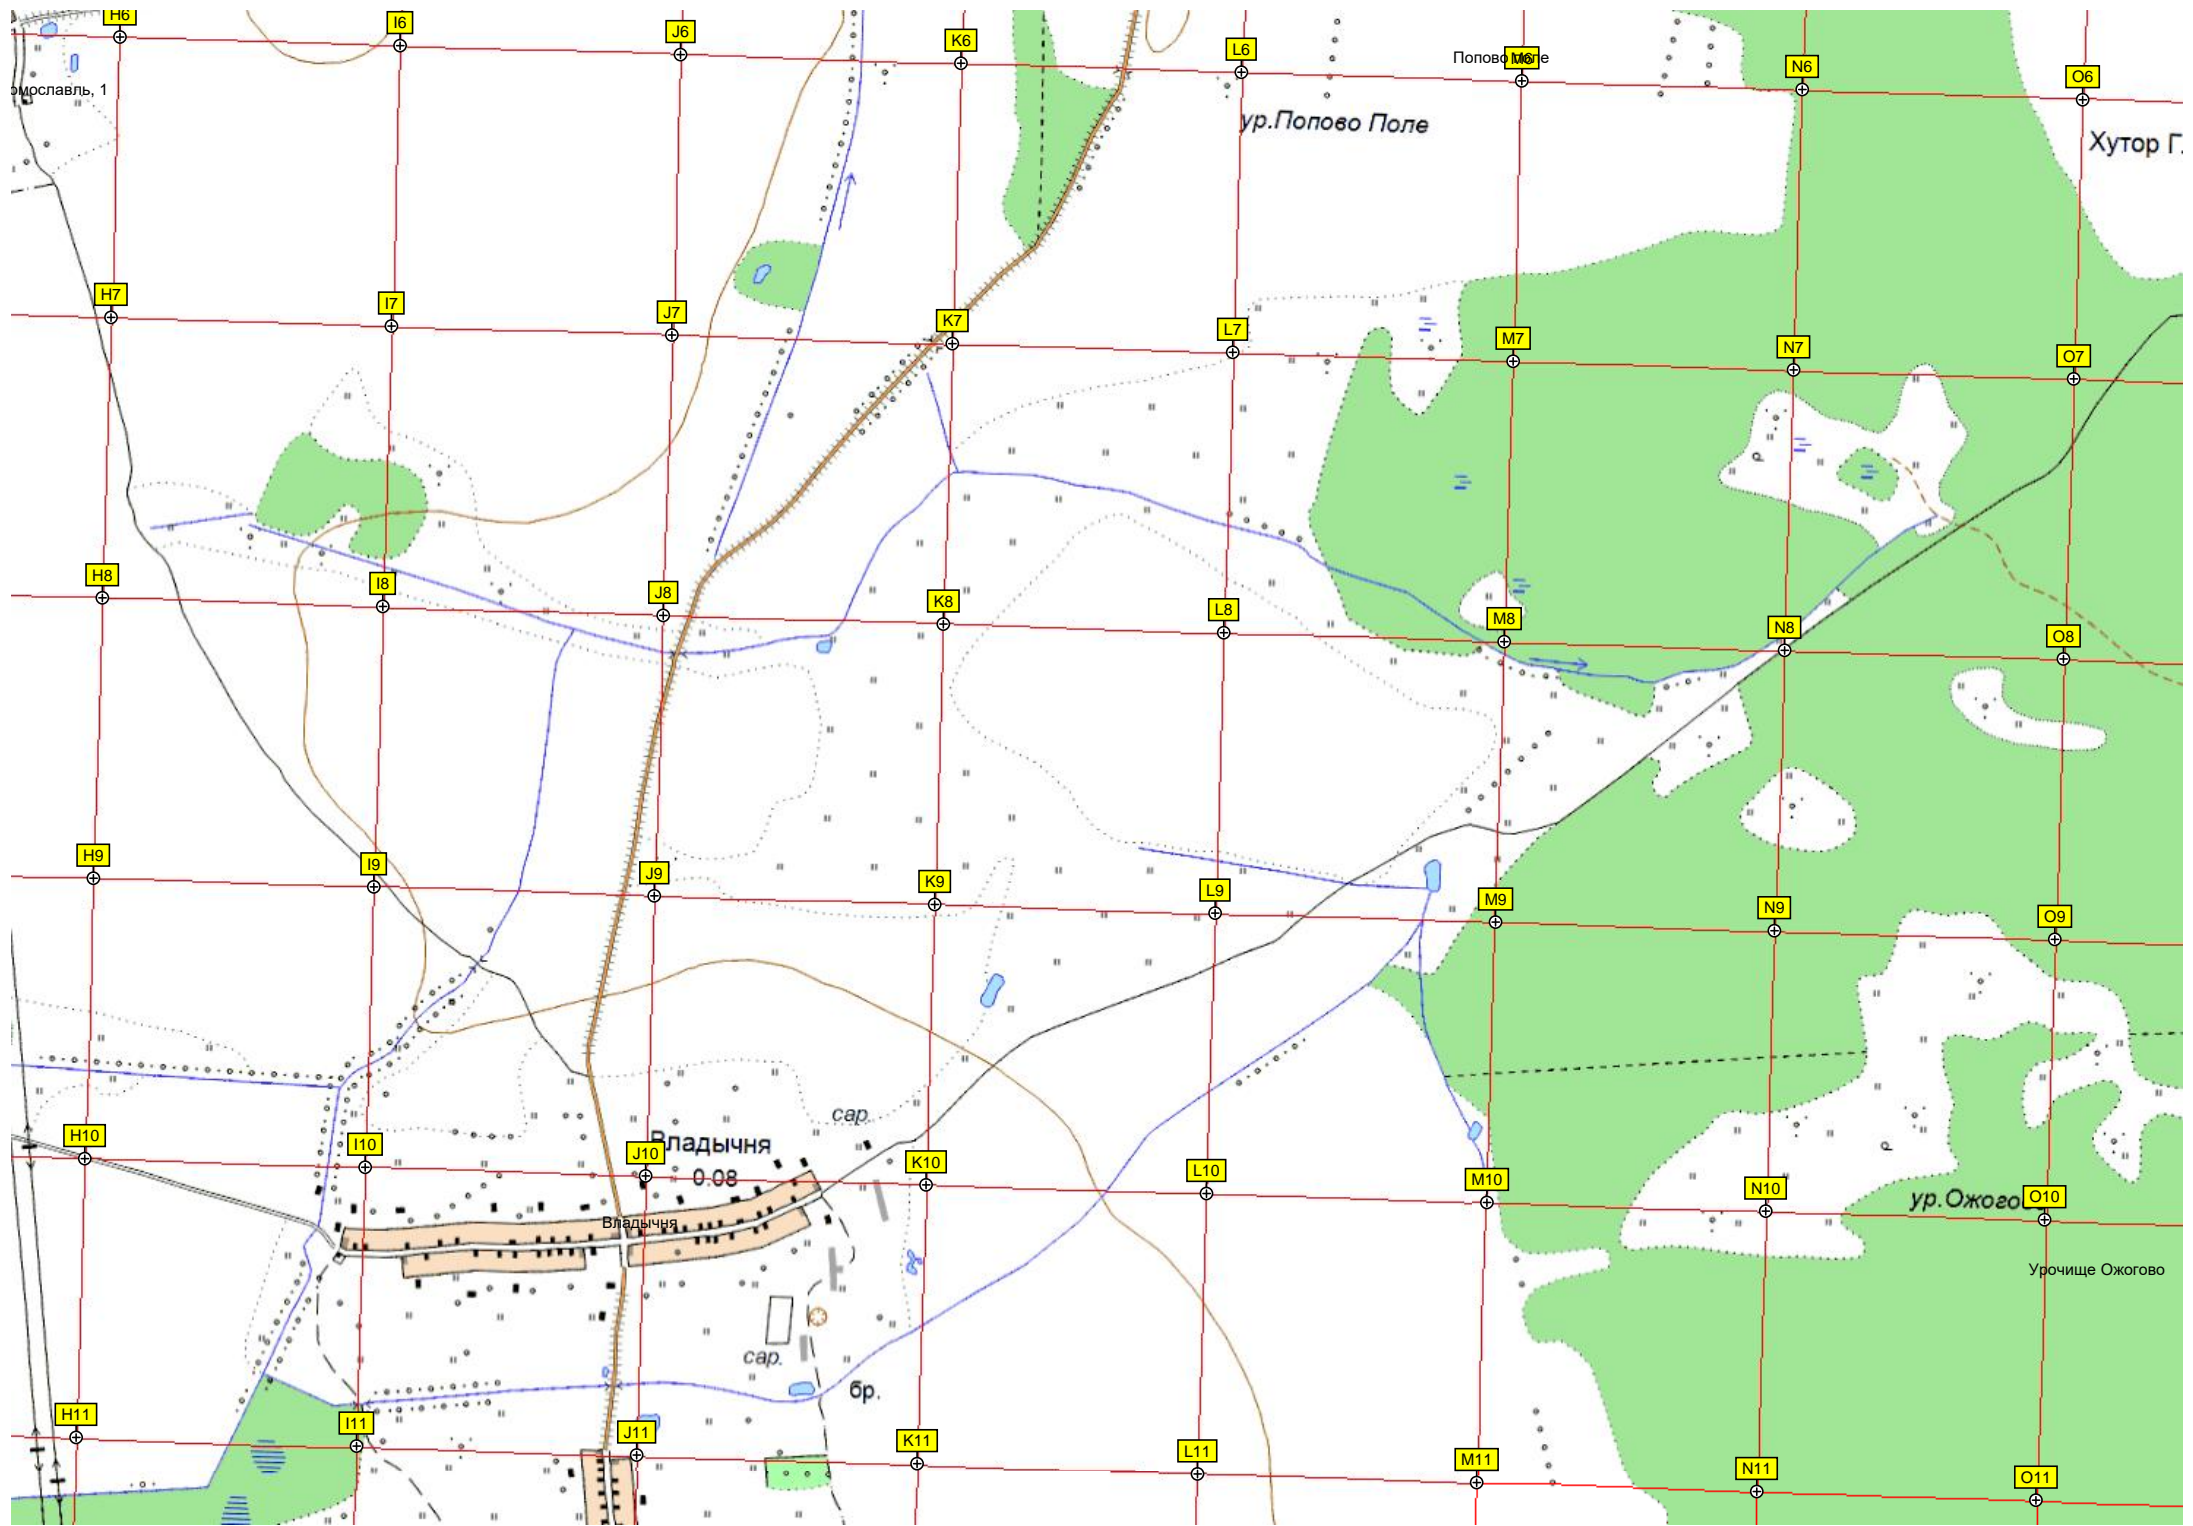 H6
I6
J6
K6
L6
Попово поле
M6
N6
O6
ур.Попово Поле
Хутор Г.
H7
I7
J7
K7
L7
M7
N7
O7
р
H8
I8
J8
K8
L8
M8
N8
O8
H9
I9
J9
K9
L9
M9
N9
O9
сар.
Владычня
0.08
H10
I10
J10
K10
L10
M10
N10
O10
р
ур.Ожогово
Владычня
Урочище Ожогово
сар.
бр.
H11
I11
J11
K11
L11
M11
N11
O11